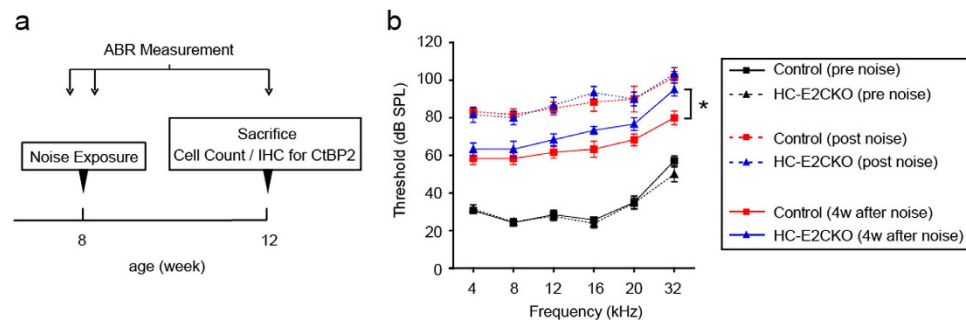 a
ABR Measurement
Noise Exposure
Sacrifice
Cell Count / IHC for CtBP2
8
12
age (week)
b
Threshold (dB SPL)
120
100
80
60
40
20
0
4
8
12
16
20
32
Frequency (kHz)
*
Control (pre noise)
HC-E2CKO (pre noise)
Control (post noise)
HC-E2CKO (post noise)
Control (4w after noise)
HC-E2CKO (4w after noise)